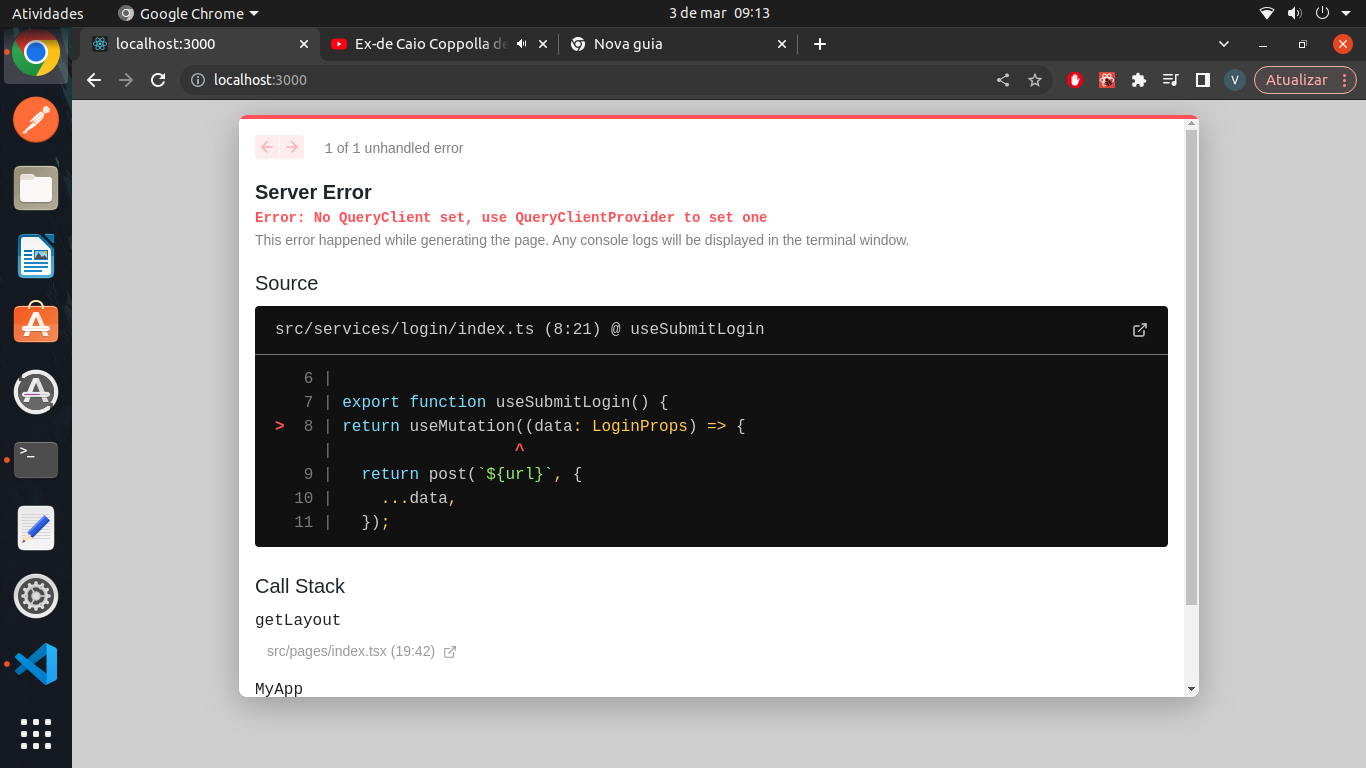 Atividades
Google Chrome
3 de mar 09:13
localhost:3000
Ex-de Caio Coppolla de
Nova guia
localhost:3000
V
Atualizar
1 of 1 unhandled error
Server Error
Error: No QueryClient set, use QueryClientProvider to set one
This error happened while generating the page. Any console logs will be displayed in the terminal window.
Source
src/services/login/index.ts (8:21) @ useSubmitLogin
6 |
7 | export function useSubmitLogin() {
> 8 | return useMutation((data: LoginProps) => {
| ^
9 | return post(`${url}`, {
10 | ...data,
11 | });
Call Stack
getLayout
src/pages/index.tsx (19:42)
MyApp